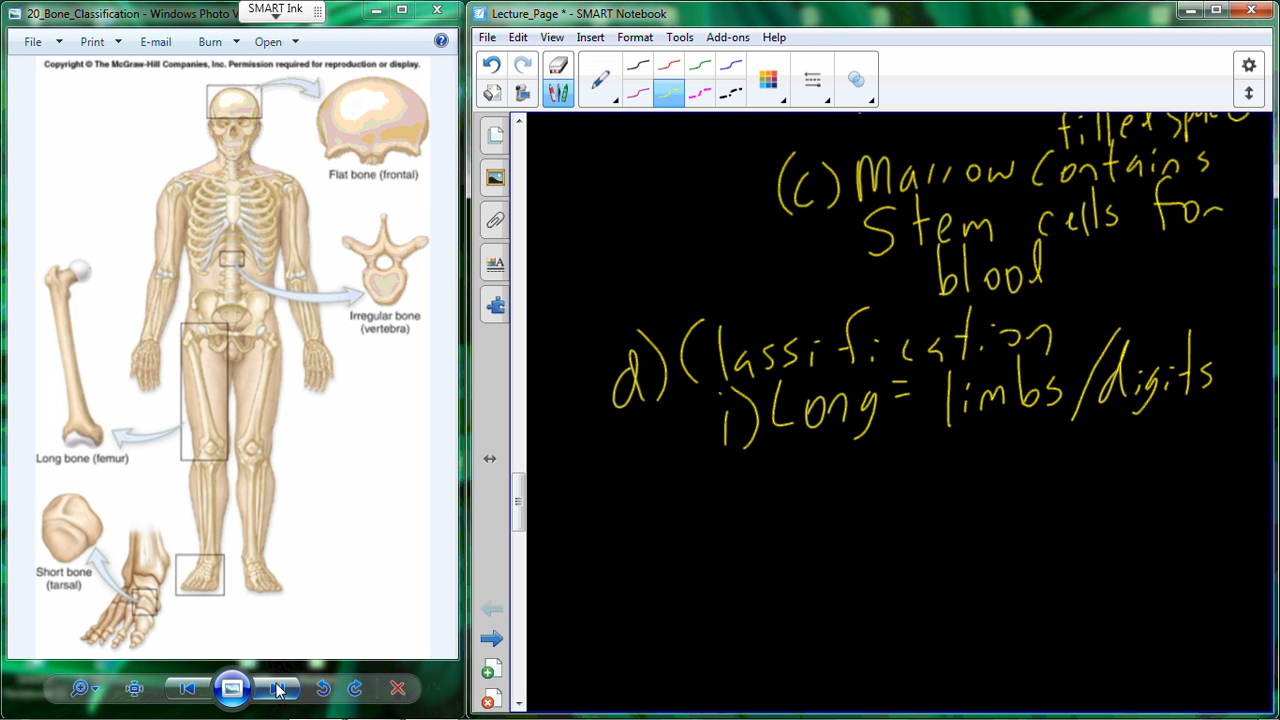 20_Bone_Classification - Windows Photo V
SMART Ink
File Print E-mail Burn Open
Copyright © The McGraw-Hill Companies, Inc. Permission required for reproduction or display.
Flat bone (frontal)
Irregular bone
(vertebra)
Long bone (femur)
Short bone
(tarsal)
Lecture_Page * - SMART Notebook
File Edit View Insert Format Tools Add-ons Help
filled space
(c) Marrow contains
Stem cells for
blood
d) Classification
i) Long = limbs/digits